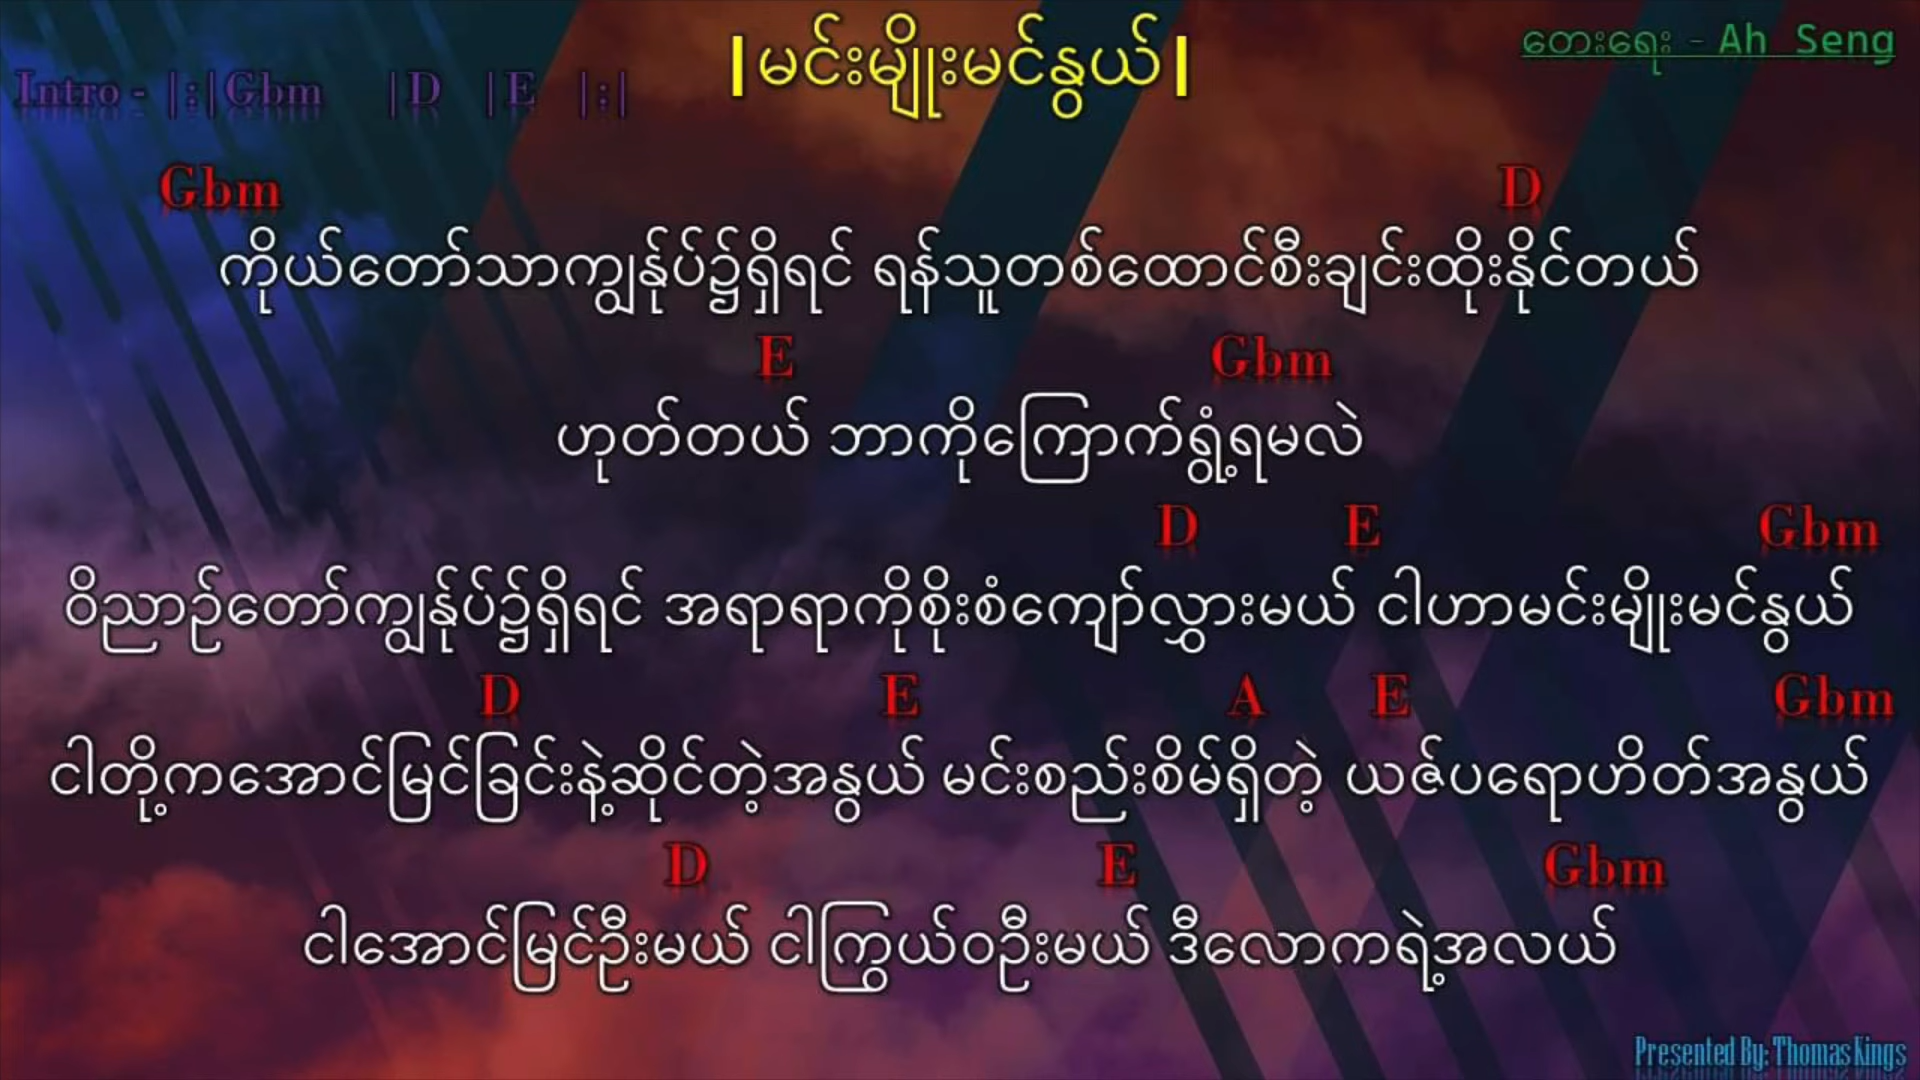 |မင်းမျိုးမင်နွယ်|
တေးရေး - Ah Seng
Intro - |:|Gbm |D |E |:|
Gbm D
ကိုယ်တော်သာကျွန်ုပ်၌ရှိရင် ရန်သူတစ်ထောင်စီးချင်းထိုးနိုင်တယ်
E Gbm
ဟုတ်တယ် ဘာကိုကြောက်ရွံ့ရမလဲ
D E Gbm
ဝိညာဉ်တော်ကျွန်ုပ်၌ရှိရင် အရာရာကိုစိုးစံကျော်လွှားမယ် ငါဟာမင်းမျိုးမင်နွယ်
D E A E Gbm
ငါတို့ကအောင်မြင်ခြင်းနဲ့ဆိုင်တဲ့အနွယ် မင်းစည်းစိမ်ရှိတဲ့ ယဇ်ပရောဟိတ်အနွယ်
D E Gbm
ငါအောင်မြင်ဦးမယ် ငါကြွယ်ဝဦးမယ် ဒီလောကရဲ့အလယ်
Presented By: Thomas Kings